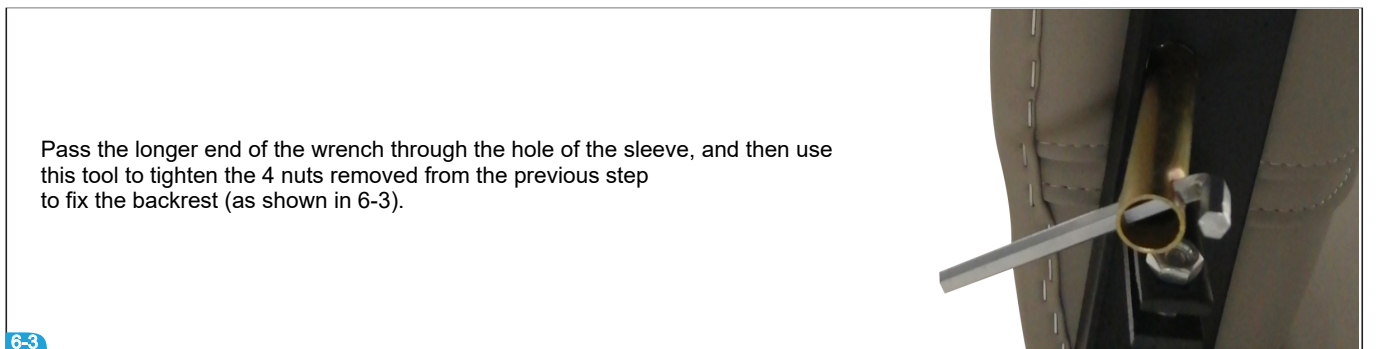 Pass the longer end of the wrench through the hole of the sleeve, and then use
this tool to tighten the 4 nuts removed from the previous step
to fix the backrest (as shown in 6-3).
6-3